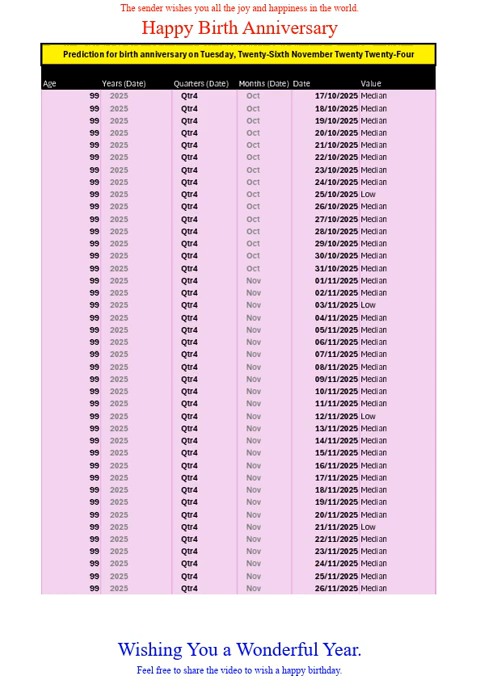 The sender wishes you all the joy and happiness in the world.
Happy Birth Anniversary
Prediction for birth anniversary on Tuesday, Twenty-Sixth November Twenty Twenty-Four
Age Years (Date) Quarters (Date) Months (Date) Date Value
99 2025 Qtr4 Oct 17/10/2025 Median
99 2025 Qtr4 Oct 18/10/2025 Median
99 2025 Qtr4 Oct 19/10/2025 Median
99 2025 Qtr4 Oct 20/10/2025 Median
99 2025 Qtr4 Oct 21/10/2025 Median
99 2025 Qtr4 Oct 22/10/2025 Median
99 2025 Qtr4 Oct 23/10/2025 Median
99 2025 Qtr4 Oct 24/10/2025 Median
99 2025 Qtr4 Oct 25/10/2025 Low
99 2025 Qtr4 Oct 26/10/2025 Median
99 2025 Qtr4 Oct 27/10/2025 Median
99 2025 Qtr4 Oct 28/10/2025 Median
99 2025 Qtr4 Oct 29/10/2025 Median
99 2025 Qtr4 Oct 30/10/2025 Median
99 2025 Qtr4 Oct 31/10/2025 Median
99 2025 Qtr4 Nov 01/11/2025 Median
99 2025 Qtr4 Nov 02/11/2025 Median
99 2025 Qtr4 Nov 03/11/2025 Low
99 2025 Qtr4 Nov 04/11/2025 Median
99 2025 Qtr4 Nov 05/11/2025 Median
99 2025 Qtr4 Nov 06/11/2025 Median
99 2025 Qtr4 Nov 07/11/2025 Median
99 2025 Qtr4 Nov 08/11/2025 Median
99 2025 Qtr4 Nov 09/11/2025 Median
99 2025 Qtr4 Nov 10/11/2025 Median
99 2025 Qtr4 Nov 11/11/2025 Median
99 2025 Qtr4 Nov 12/11/2025 Low
99 2025 Qtr4 Nov 13/11/2025 Median
99 2025 Qtr4 Nov 14/11/2025 Median
99 2025 Qtr4 Nov 15/11/2025 Median
99 2025 Qtr4 Nov 16/11/2025 Median
99 2025 Qtr4 Nov 17/11/2025 Median
99 2025 Qtr4 Nov 18/11/2025 Median
99 2025 Qtr4 Nov 19/11/2025 Median
99 2025 Qtr4 Nov 20/11/2025 Median
99 2025 Qtr4 Nov 21/11/2025 Low
99 2025 Qtr4 Nov 22/11/2025 Median
99 2025 Qtr4 Nov 23/11/2025 Median
99 2025 Qtr4 Nov 24/11/2025 Median
99 2025 Qtr4 Nov 25/11/2025 Median
99 2025 Qtr4 Nov 26/11/2025 Median
Wishing You a Wonderful Year.
Feel free to share the video to wish a happy birthday.